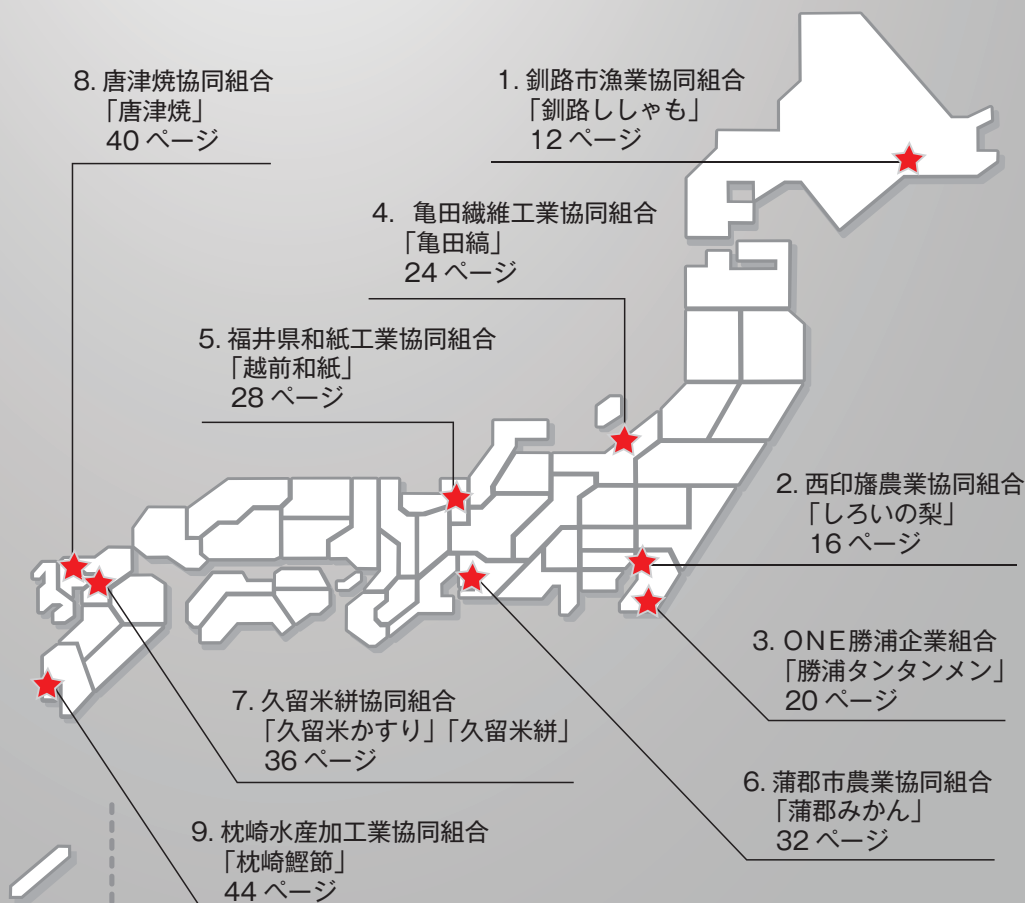 1. 釧路市漁業協同組合
「釧路ししゃも」
12 ページ
2. 西印旛農業協同組合
「しろいの梨」
16 ページ
3. ONE勝浦企業組合
「勝浦タンタンメン」
20 ページ
4. 亀田繊維工業協同組合
「亀田縞」
24 ページ
5. 福井県和紙工業協同組合
「越前和紙」
28 ページ
6. 蒲郡市農業協同組合
「蒲郡みかん」
32 ページ
7. 久留米絣協同組合
「久留米かすり」「久留米絣」
36 ページ
8. 唐津焼協同組合
「唐津焼」
40 ページ
9. 枕崎水産加工業協同組合
「枕崎鰹節」
44 ページ